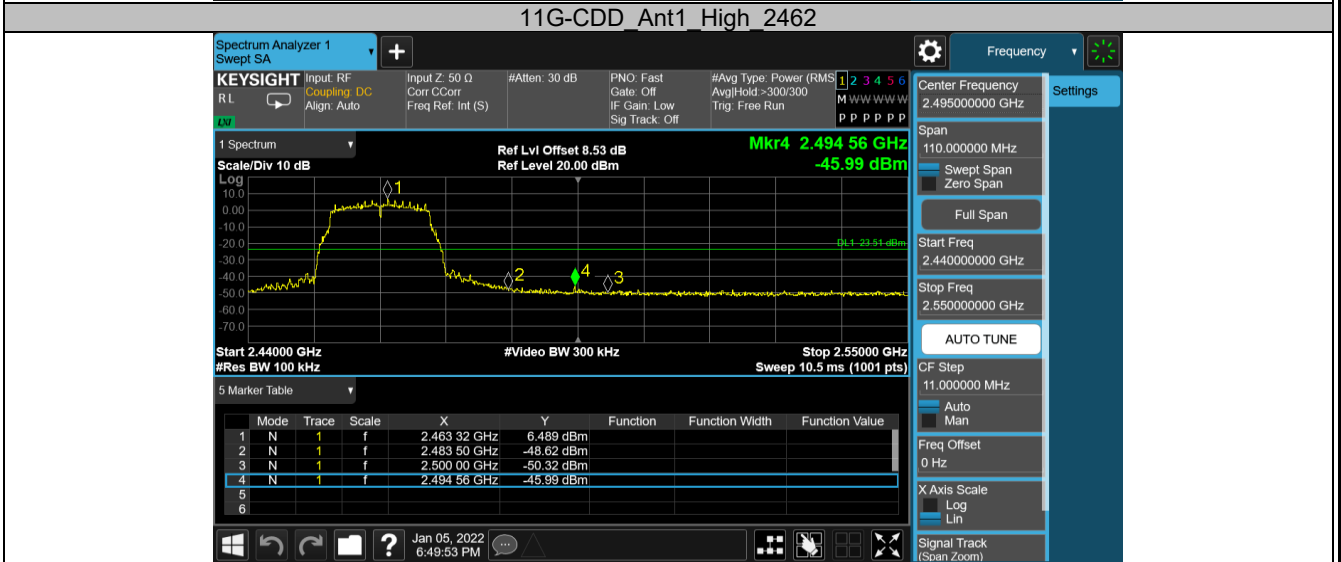 11G-CDD_Ant1_High_2462
Spectrum Analyzer 1
Swept SA
+
Frequency
KEYSIGHT
R L
LXI
Input: RF
Coupling: DC
Align: Auto
Input Z: 50 Ω
Corr CCorr
Freq Ref: Int (S)
#Atten: 30 dB
PNO: Fast
Gate: Off
IF Gain: Low
Sig Track: Off
#Avg Type: Power (RMS
Avg|Hold:>300/300
Trig: Free Run
1 2 3 4 5 6
M W W W W W
P P P P P P
1 Spectrum
Scale/Div 10 dB
Ref Lvl Offset 8.53 dB
Ref Level 20.00 dBm
Mkr4 2.494 56 GHz
-45.99 dBm
Log
10.0
0.00
-10.0
-20.0
-30.0
-40.0
-50.0
-60.0
-70.0
1
2
4
3
DL1 -23.51 dBm
Start 2.44000 GHz
#Video BW 300 kHz
Stop 2.55000 GHz
#Res BW 100 kHz
Sweep 10.5 ms (1001 pts)
5 Marker Table
Mode Trace Scale X Y Function Function Width Function Value
1 N 1 f 2.463 32 GHz 6.489 dBm
2 N 1 f 2.483 50 GHz -48.62 dBm
3 N 1 f 2.500 00 GHz -50.32 dBm
4 N 1 f 2.494 56 GHz -45.99 dBm
5
6
?
Jan 05, 2022
6:49:53 PM
Center Frequency
2.495000000 GHz
Settings
Span
110.000000 MHz
Swept Span
Zero Span
Full Span
Start Freq
2.440000000 GHz
Stop Freq
2.550000000 GHz
AUTO TUNE
CF Step
11.000000 MHz
Auto
Man
Freq Offset
0 Hz
X Axis Scale
Log
Lin
Signal Track
(Span Zoom)